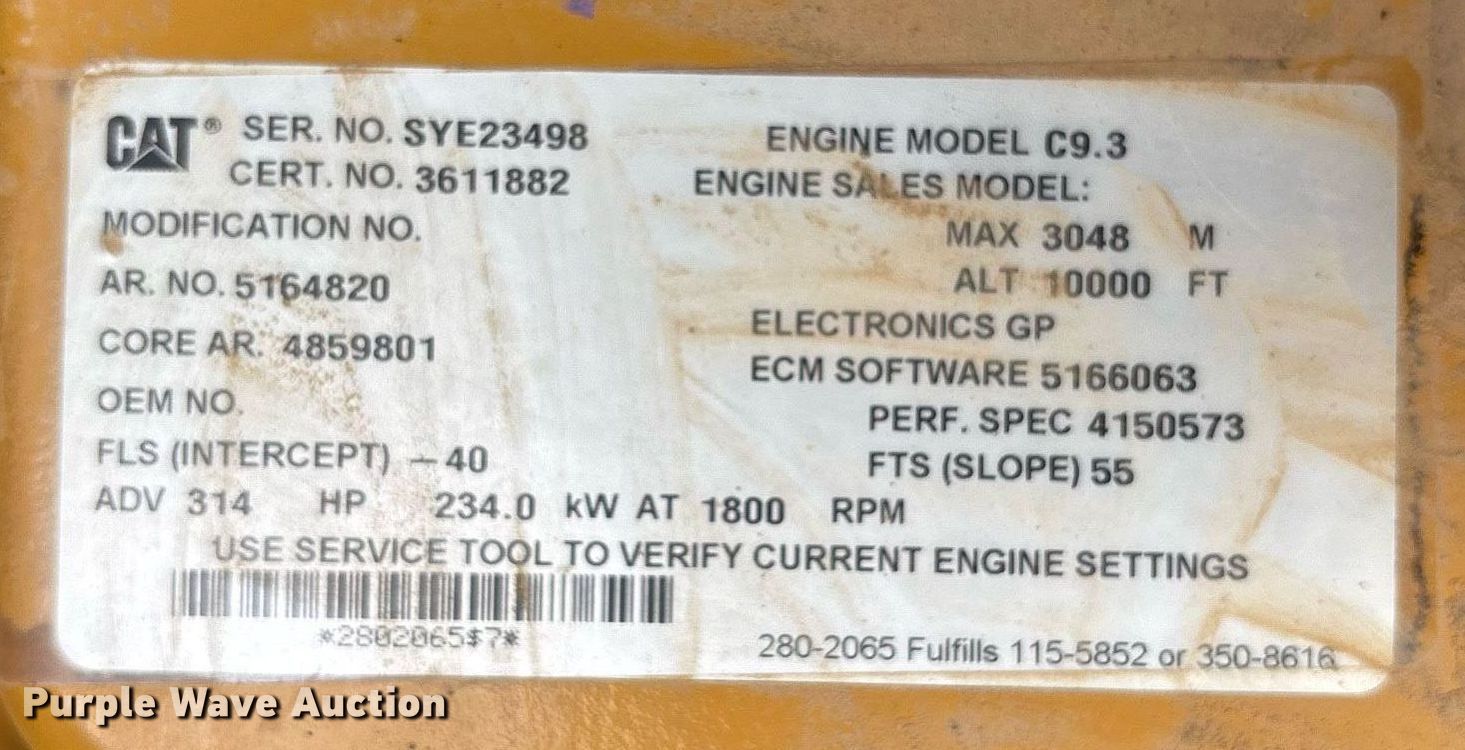 CAT® SER. NO. SYE23498
CERT. NO. 3611882
MODIFICATION NO.
AR. NO. 5164820
CORE AR. 4859801
OEM NO.
FLS (INTERCEPT) -40
ENGINE MODEL C9.3
ENGINE SALES MODEL:
MAX 3048 M
ALT 10000 FT
ELECTRONICS GP
ECM SOFTWARE 5166063
PERF. SPEC 4150573
FTS (SLOPE) 55
ADV 314 HP 234.0 kW AT 1800 RPM
USE SERVICE TOOL TO VERIFY CURRENT ENGINE SETTINGS
*2802065$7*
280-2065 Fulfills 115-5852 or 350-8616
Purple Wave Auction